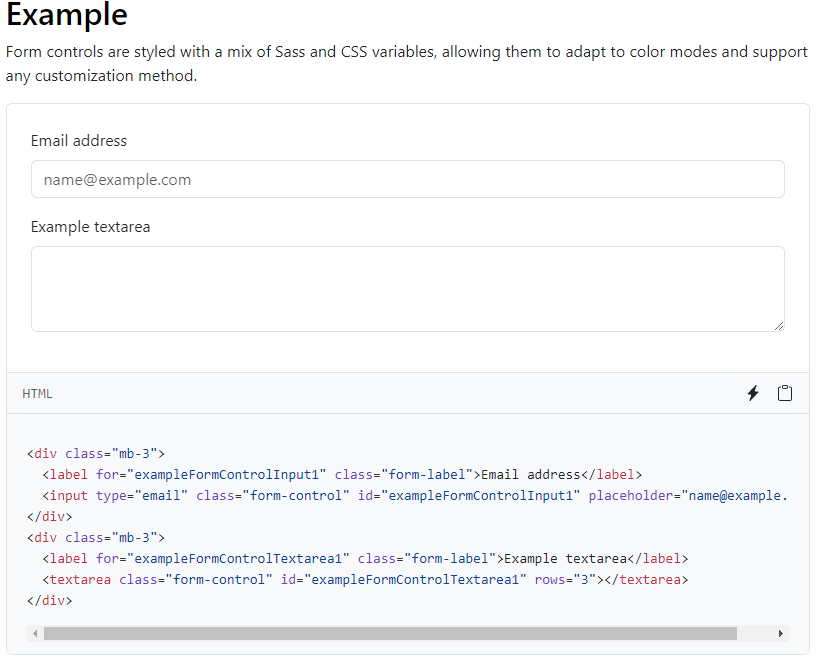 Example
Form controls are styled with a mix of Sass and CSS variables, allowing them to adapt to color modes and support
any customization method.
Email address
name@example.com
Example textarea
HTML
<div class="mb-3">
  <label for="exampleFormControlInput1" class="form-label">Email address</label>
  <input type="email" class="form-control" id="exampleFormControlInput1" placeholder="name@example.
</div>
<div class="mb-3">
  <label for="exampleFormControlTextarea1" class="form-label">Example textarea</label>
  <textarea class="form-control" id="exampleFormControlTextarea1" rows="3"></textarea>
</div>